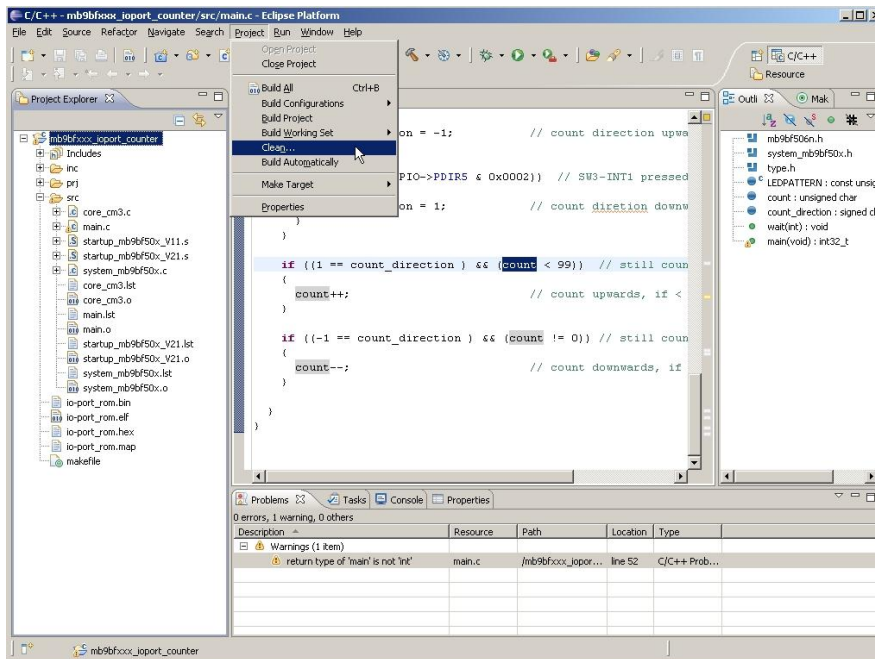 C/C++ - mb9bfxxx_ioport_counter/src/main.c - Eclipse Platform
File Edit Source Refactor Navigate Search Project Run Window Help
C/C++
Resource
Project Explorer
mb9bfxxx_ioport_counter
Includes
inc
prj
src
core_cm3.c
main.c
startup_mb9bf50x_V11.s
startup_mb9bf50x_V21.s
system_mb9bf50x.c
core_cm3.lst
core_cm3.o
main.lst
main.o
startup_mb9bf50x_V21.lst
startup_mb9bf50x_V21.o
system_mb9bf50x.lst
system_mb9bf50x.o
io-port_rom.bin
io-port_rom.elf
io-port_rom.hex
io-port_rom.map
makefile
Open Project
Close Project
Build All Ctrl+B
Build Configurations
Build Project
Build Working Set
Clean...
Build Automatically
Make Target
Properties
on = -1; // count direction upwa
PIO->PDIR5 & 0x0002)) // SW3-INT1 pressed
on = 1; // count diretion downw
}
}
if ((1 == count_direction ) && (count < 99)) // still coun
{
count++; // count upwards, if <
}
if ((-1 == count_direction ) && (count != 0)) // still coun
{
count--; // count downwards, if
}
}
}
Outli Mak
mb9bf506n.h
system_mb9bf50x.h
type.h
LEDPATTERN : const unsig
count : unsigned char
count_direction : signed cl
wait(int) : void
main(void) : int32_t
Problems Tasks Console Properties
0 errors, 1 warning, 0 others
Description Resource Path Location Type
Warnings (1 item)
return type of 'main' is not 'int' main.c /mb9bfxxx_iopor... line 52 C/C++ Prob...
mb9bfxxx_ioport_counter